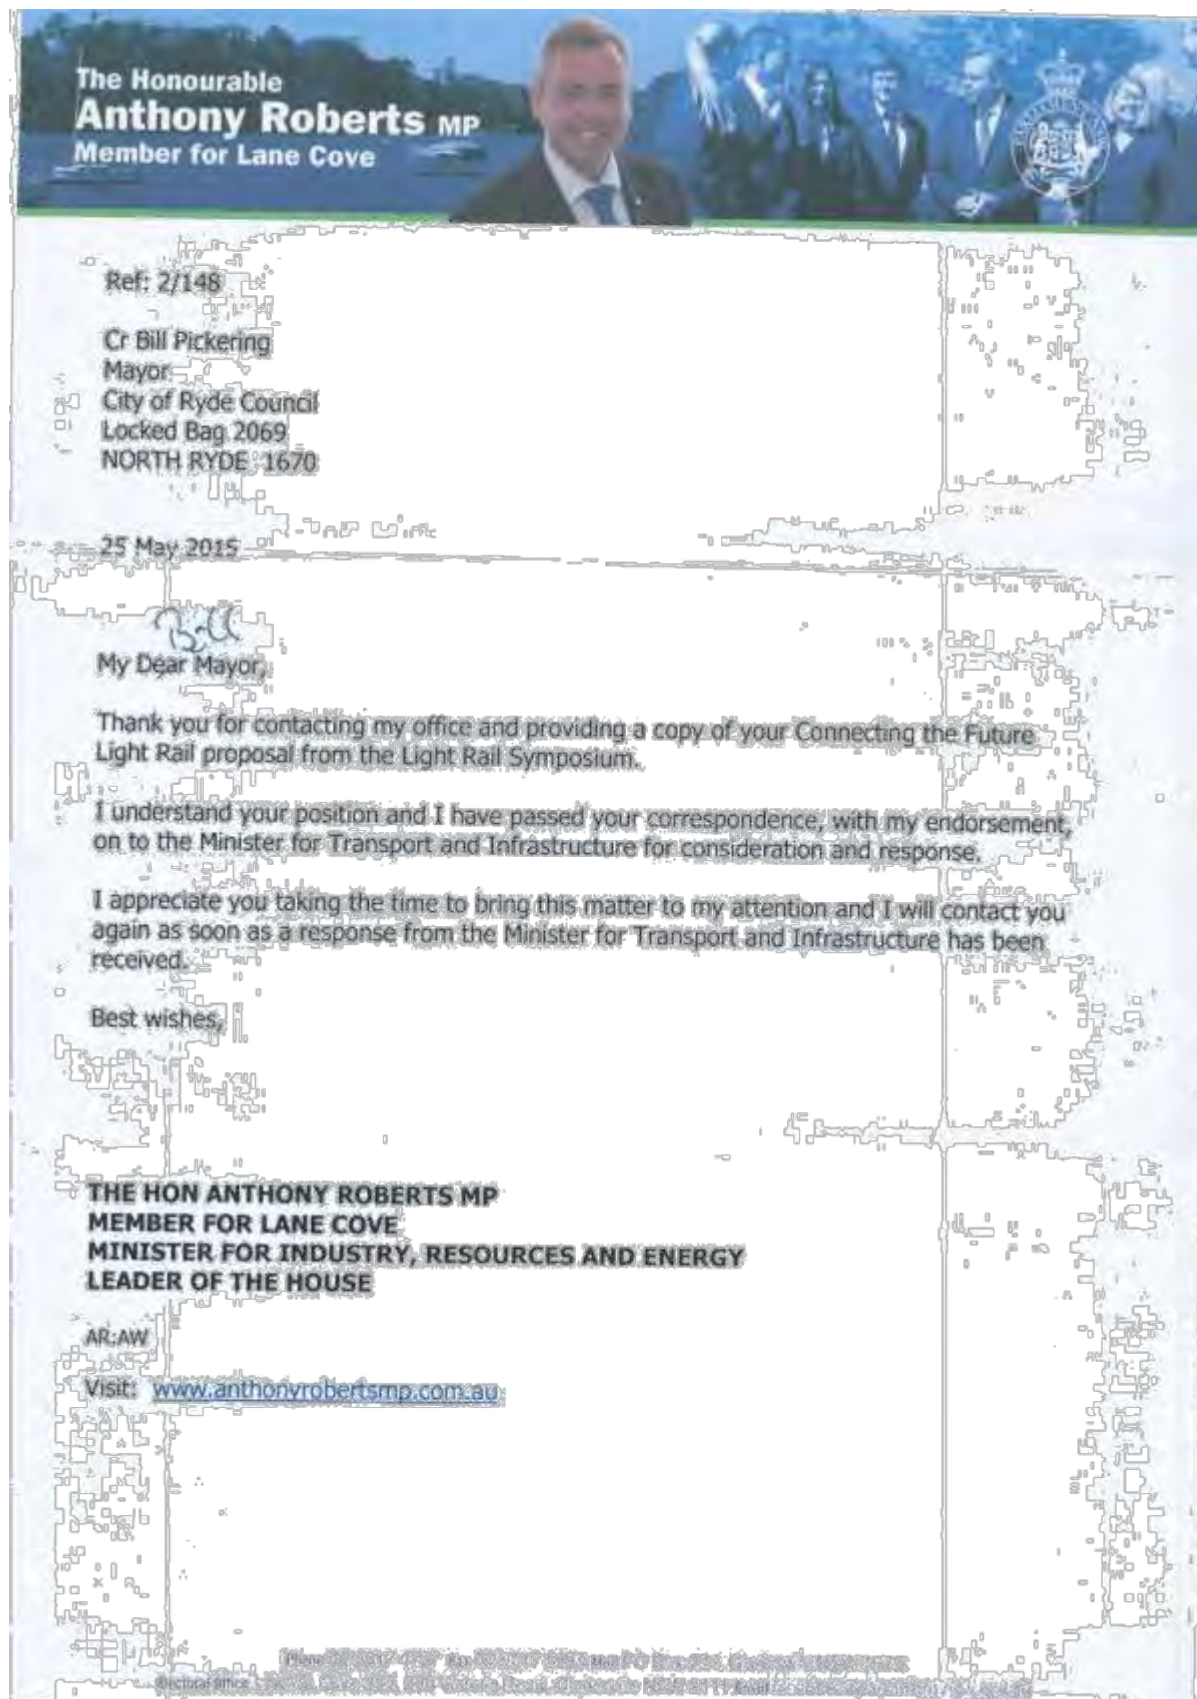 The Honourable
Anthony Roberts MP
Member for Lane Cove
Ref: 2/148
Cr Bill Pickering
Mayor
City of Ryde Council
Locked Bag 2069
NORTH RYDE 1670
25 May 2015
Bill
My Dear Mayor,
Thank you for contacting my office and providing a copy of your Connecting the Future
Light Rail proposal from the Light Rail Symposium.
I understand your position and I have passed your correspondence, with my endorsement,
on to the Minister for Transport and Infrastructure for consideration and response.
I appreciate you taking the time to bring this matter to my attention and I will contact you
again as soon as a response from the Minister for Transport and Infrastructure has been
received.
Best wishes,
THE HON ANTHONY ROBERTS MP
MEMBER FOR LANE COVE
MINISTER FOR INDUSTRY, RESOURCES AND ENERGY
LEADER OF THE HOUSE
AR:AW
Visit: www.anthonyrobertsmp.com.au
Phone
Electoral Office